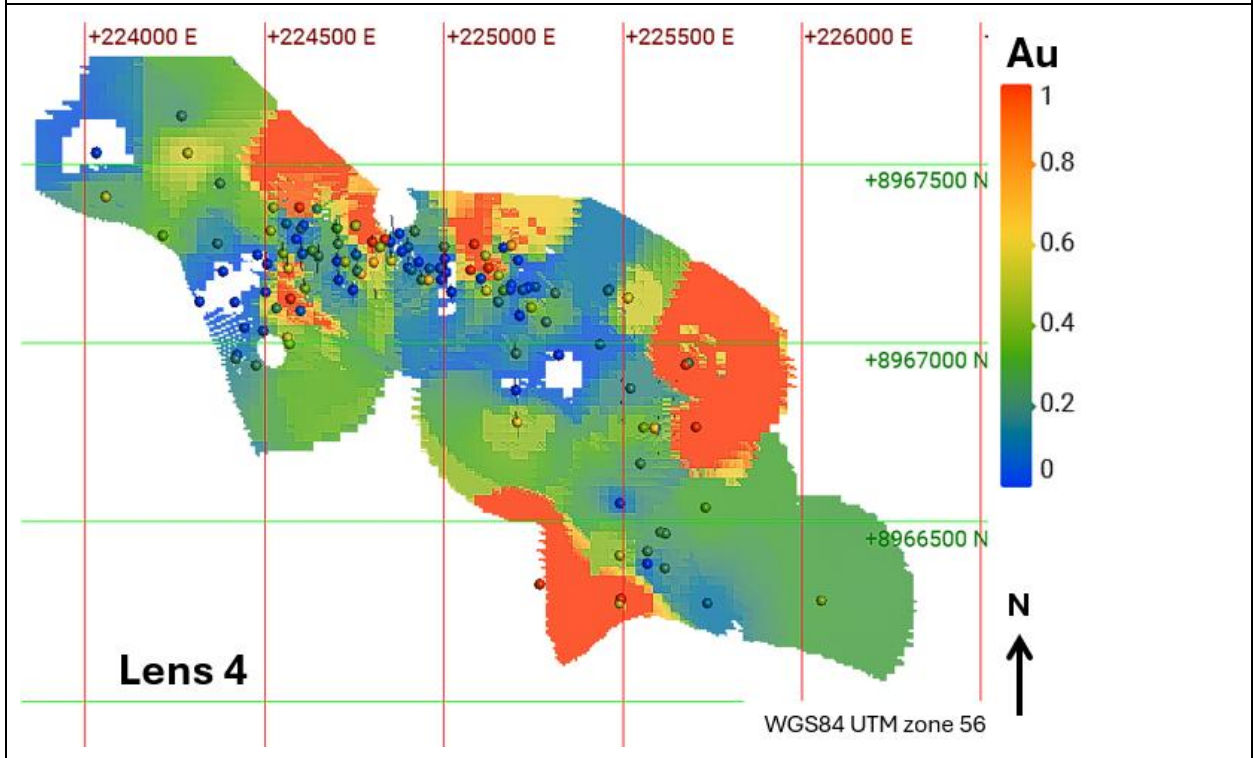 +224000 E +224500 E +225000 E +225500 E +226000 E
Au
1
0.8
0.6
0.4
0.2
0
+8967500 N
+8967000 N
+8966500 N
N
Lens 4
WGS84 UTM zone 56